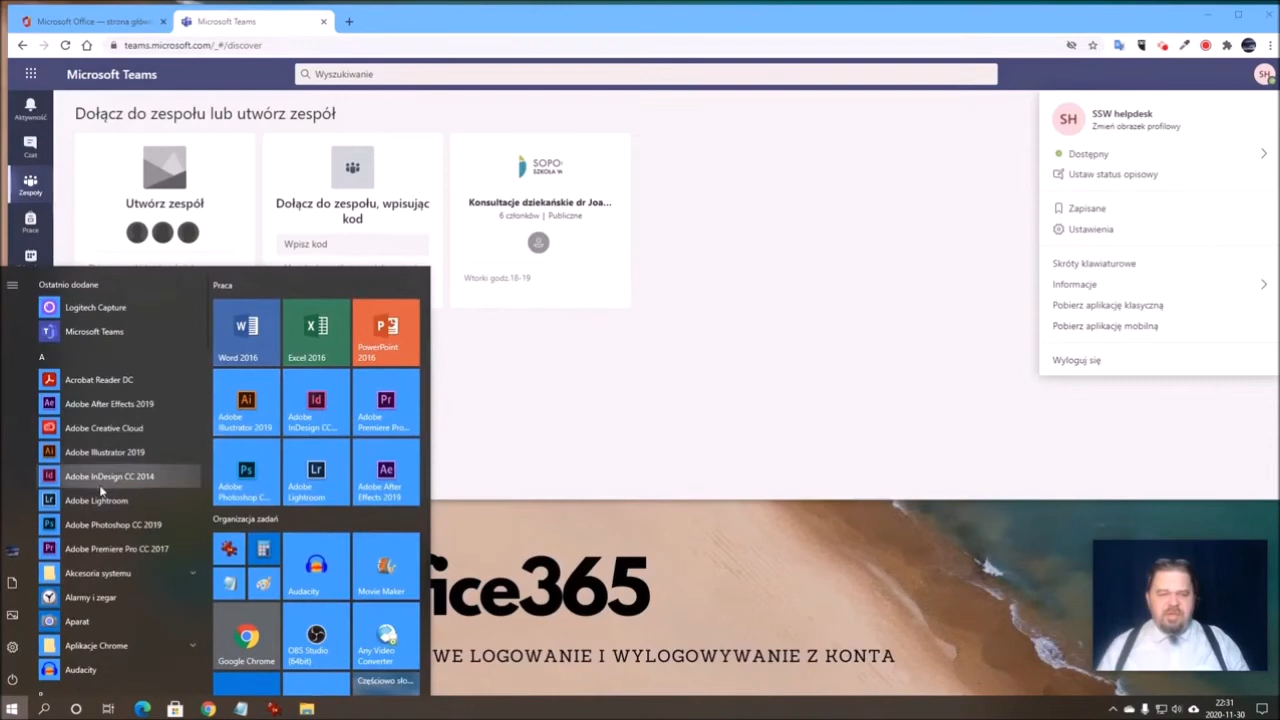 Microsoft Office — strona główn
Microsoft Teams
teams.microsoft.com/_#/discover
Microsoft Teams
Wyszukiwanie
SH
Aktywność
Czat
Zespoły
Prace
Dołącz do zespołu lub utwórz zespół
Utwórz zespół
Dołącz do zespołu, wpisując
kod
Wpisz kod
SOPO
SZKOŁA W
Konsultacje dziekańskie dr Joa...
6 członków | Publiczne
Wtorki godz.18-19
SH
SSW helpdesk
Zmień obrazek profilowy
Dostępny
Ustaw status opisowy
Zapisane
Ustawienia
Skróty klawiaturowe
Informacje
Pobierz aplikację klasyczną
Pobierz aplikację mobilną
Wyloguj się
Ostatnio dodane
Logitech Capture
Microsoft Teams
A
Acrobat Reader DC
Adobe After Effects 2019
Adobe Creative Cloud
Adobe Illustrator 2019
Adobe InDesign CC 2014
Adobe Lightroom
Adobe Photoshop CC 2019
Adobe Premiere Pro CC 2017
Akcesoria systemu
Alarmy i zegar
Aparat
Aplikacje Chrome
Audacity
Praca
Word 2016
Excel 2016
PowerPoint
2016
Adobe
Illustrator 2019
Adobe
InDesign CC...
Adobe
Premiere Pro...
Adobe
Photoshop C...
Adobe
Lightroom
Adobe After
Effects 2019
Organizacja zadań
Audacity
Movie Maker
Google Chrome
OBS Studio
(64bit)
Any Video
Converter
Częściowo sło...
ice365
WE LOGOWANIE I WYLOGOWYWANIE Z KONTA
22:31
2020-11-30